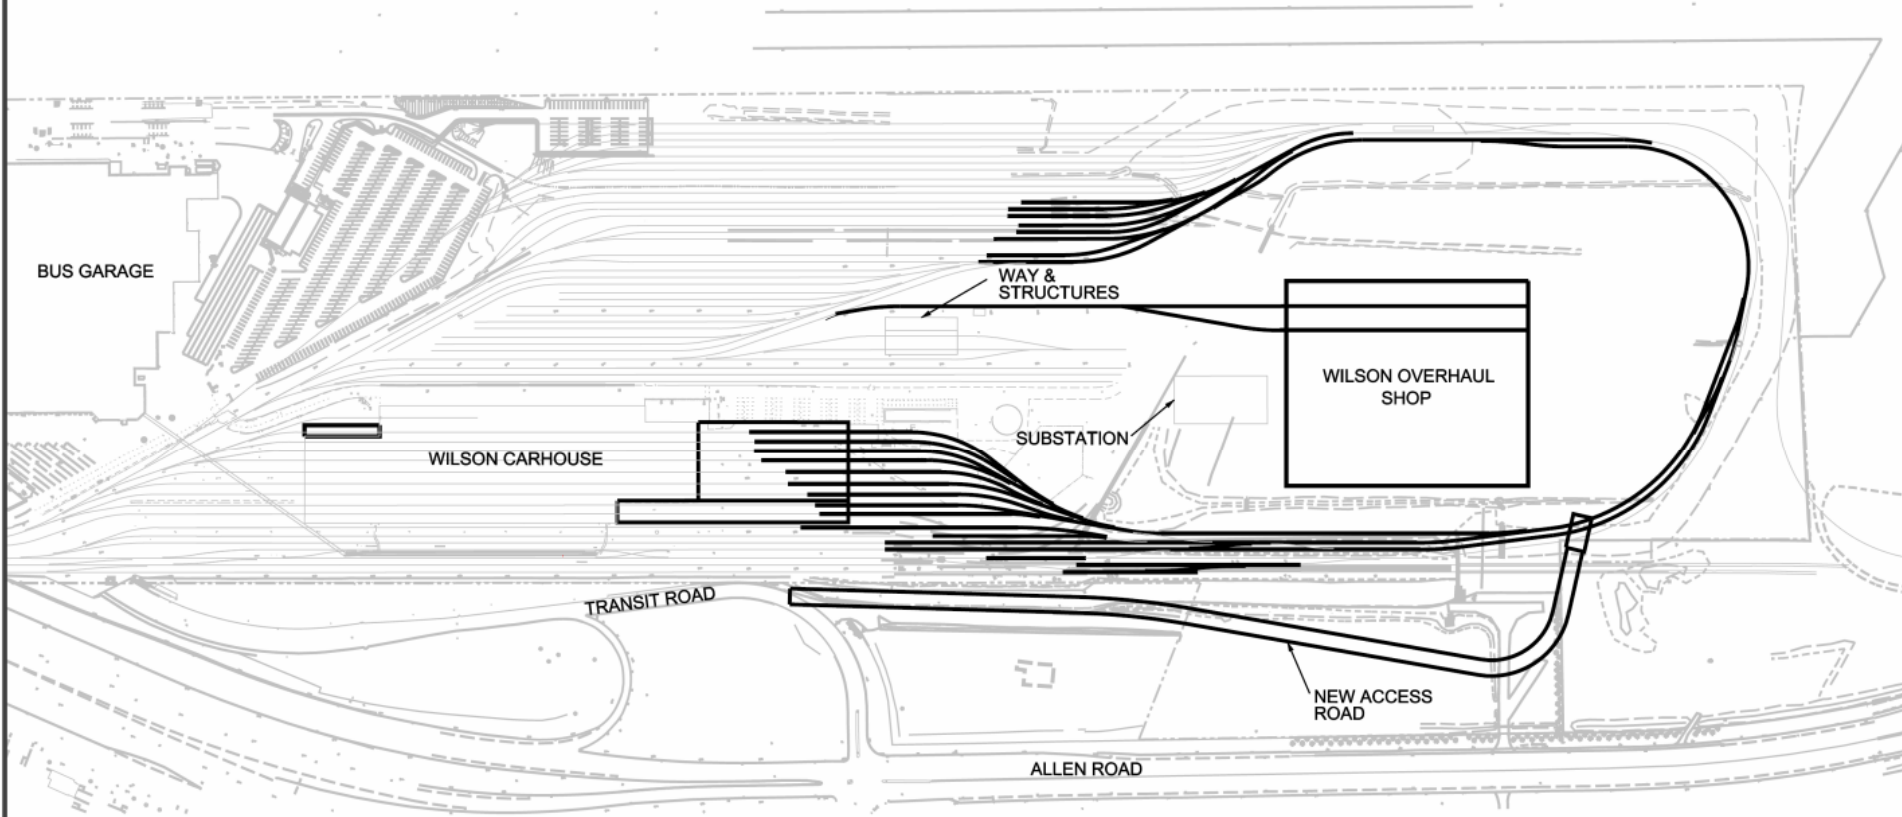 BUS GARAGE
WAY &
STRUCTURES
WILSON OVERHAUL
SHOP
SUBSTATION
WILSON CARHOUSE
TRANSIT ROAD
NEW ACCESS
ROAD
ALLEN ROAD